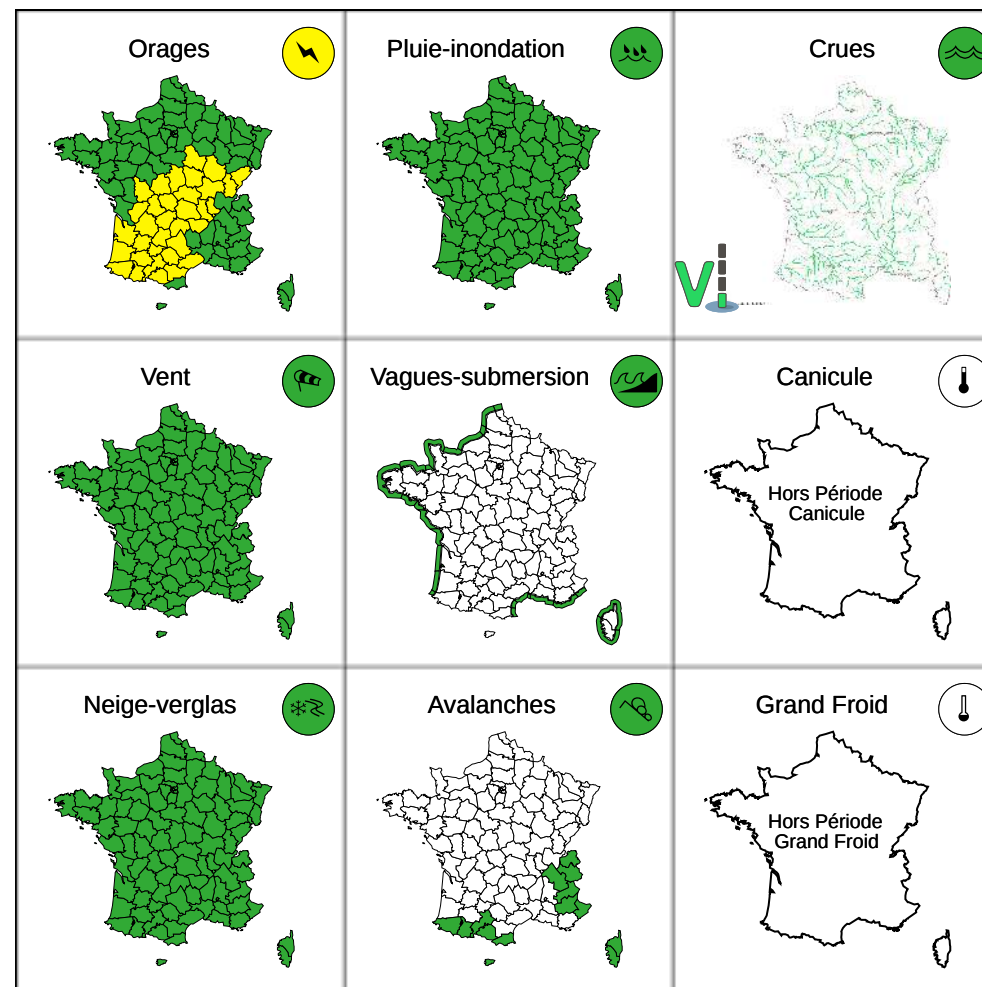 Orages
Pluie-inondation
Crues
Vi
Vent
Vagues-submersion
Canicule
Hors Période
Canicule
Neige-verglas
Avalanches
Grand Froid
Hors Période
Grand Froid